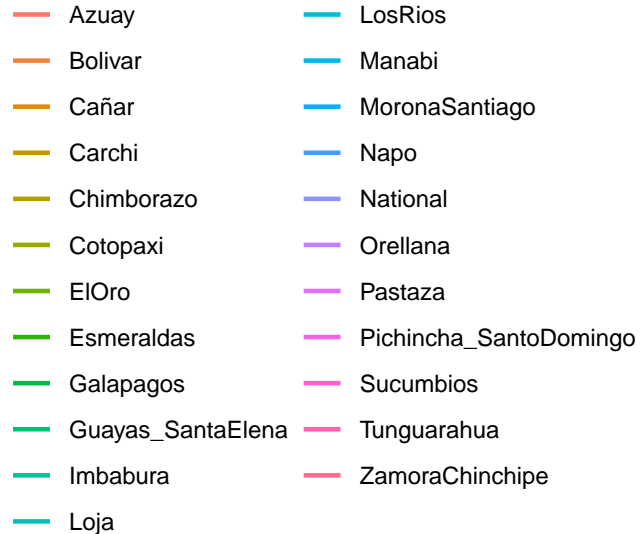 Azuay
Bolivar
Cañar
Carchi
Chimborazo
Cotopaxi
ElOro
Esmeraldas
Galapagos
Guayas_SantaElena
Imbabura
Loja
LosRios
Manabi
MoronaSantiago
Napo
National
Orellana
Pastaza
Pichincha_SantoDomingo
Sucumbios
Tunguarahua
ZamoraChinchipe